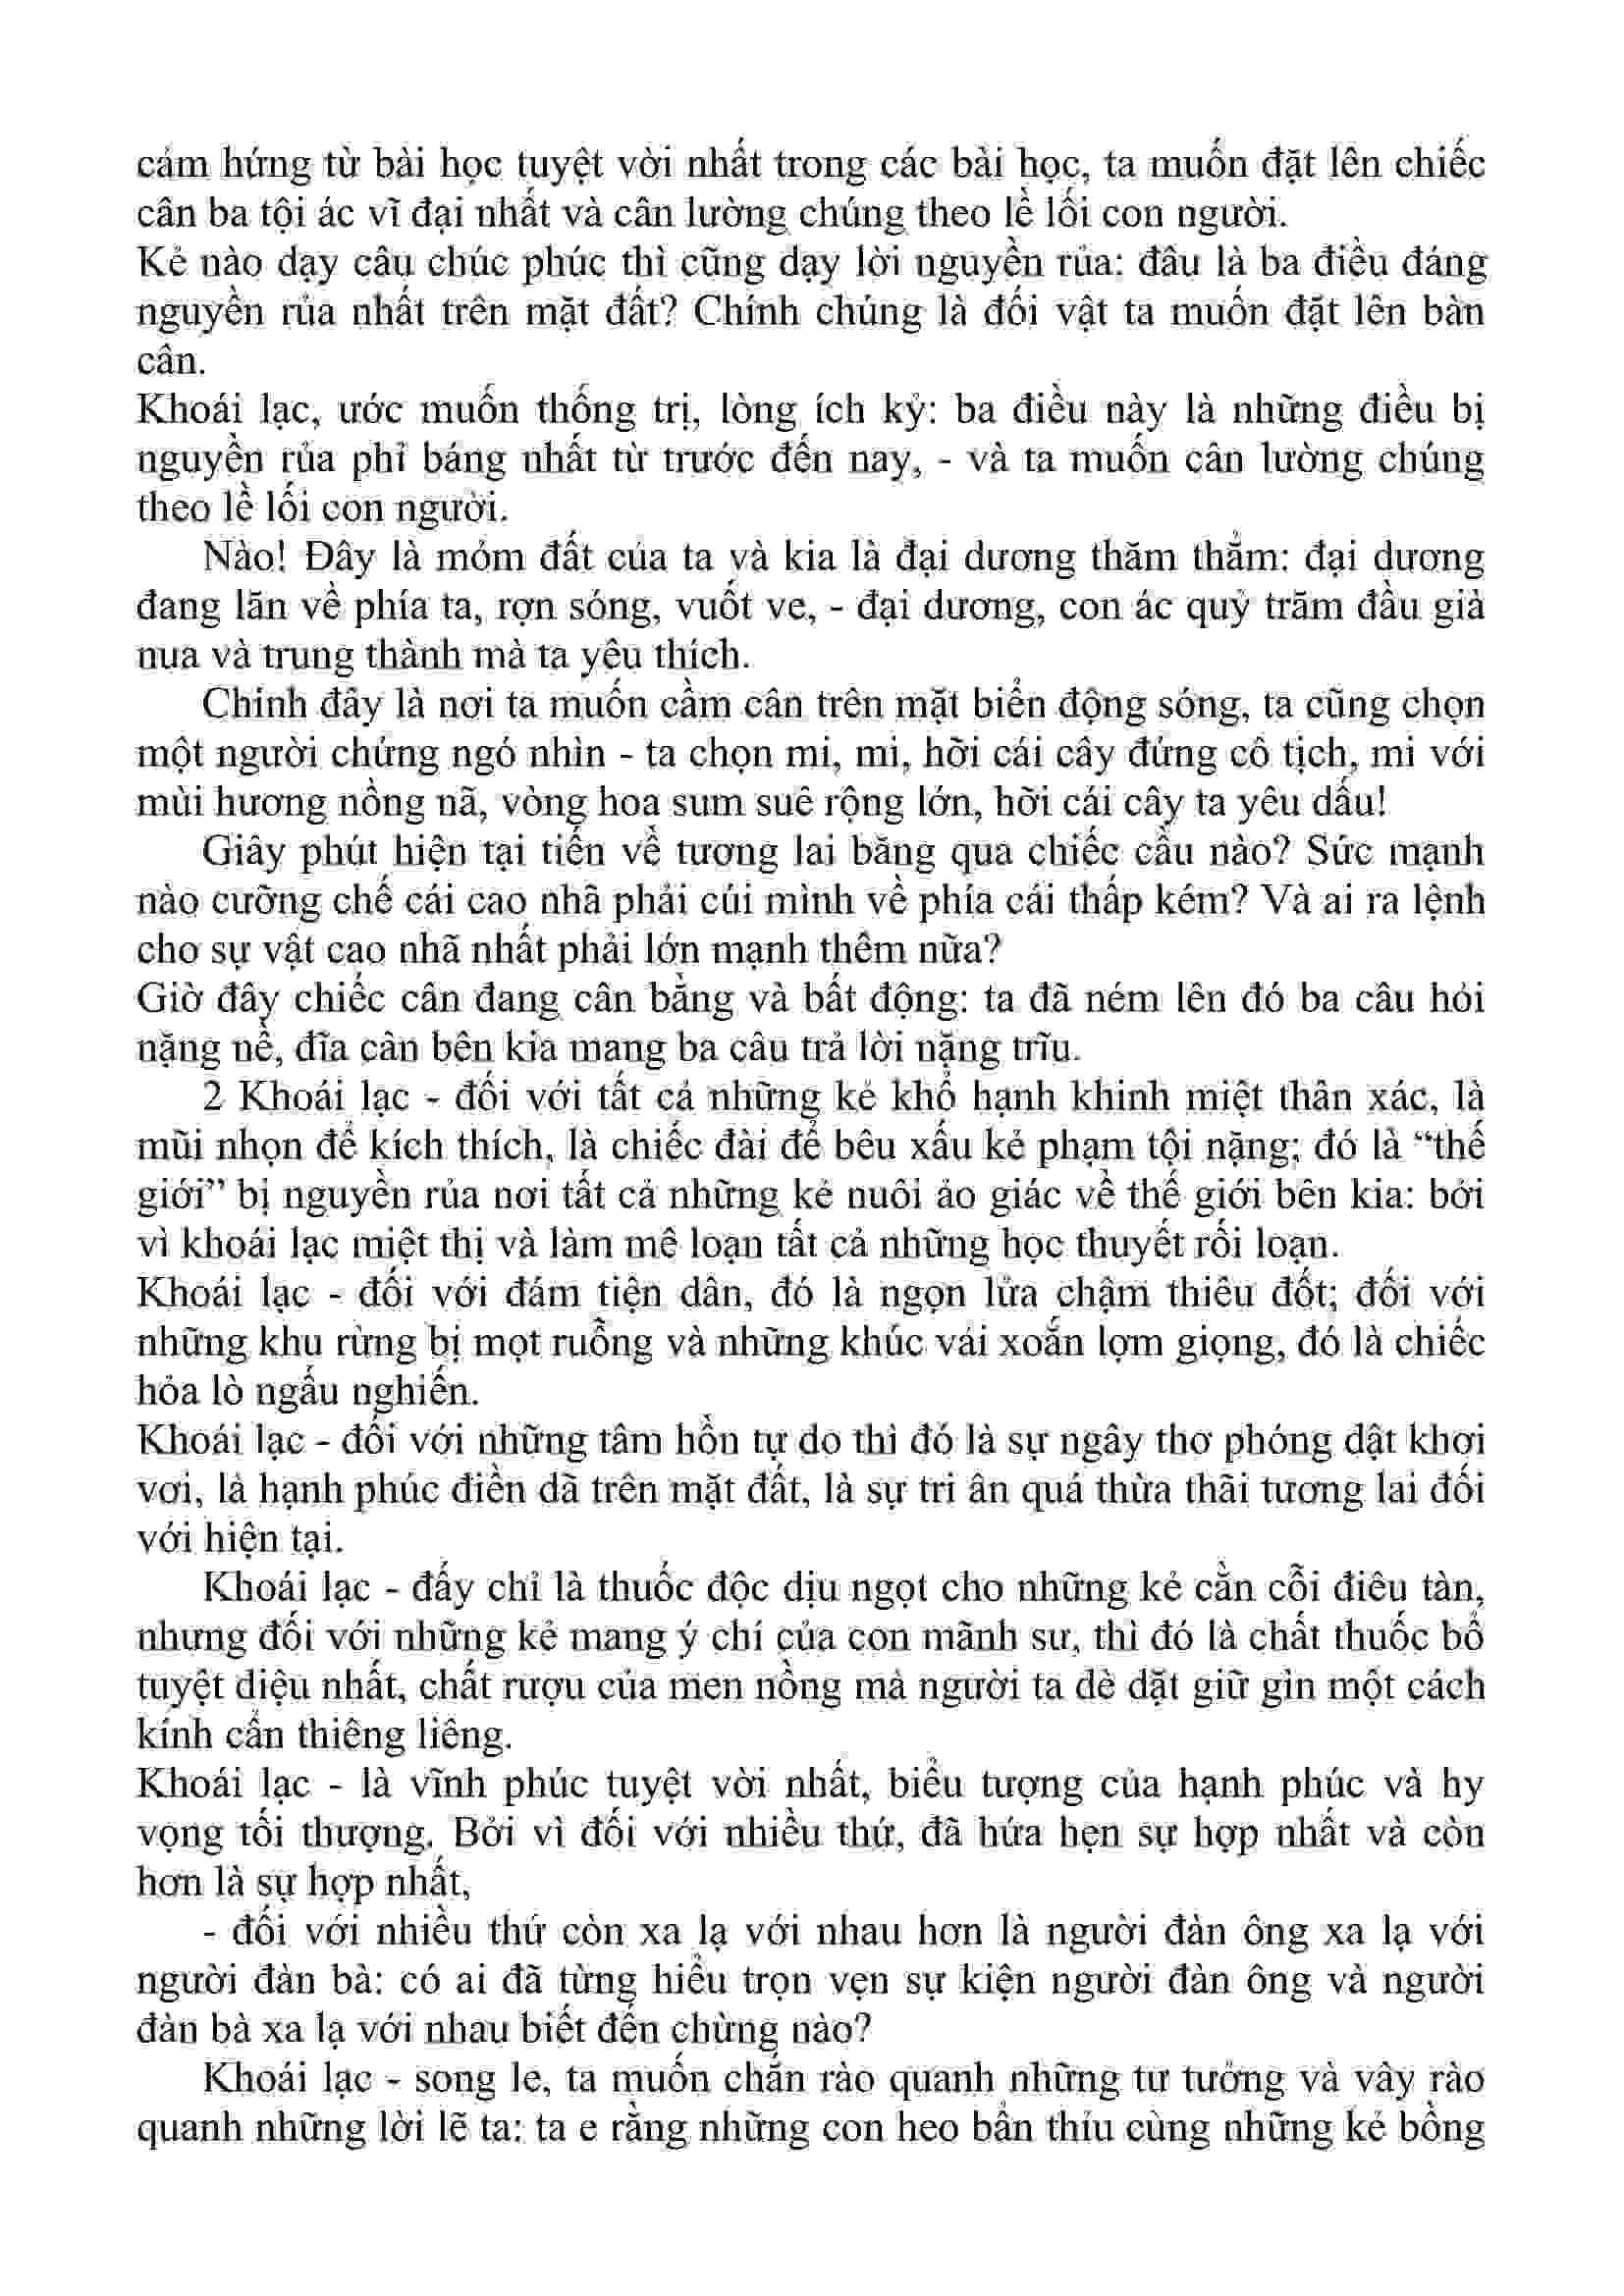 cảm hứng từ bài học tuyệt vời nhất trong các bài học, ta muốn đặt lên chiếc
cân ba tội ác vĩ đại nhất và cân lường chúng theo lề lối con người.
Kẻ nào dạy câu chúc phúc thì cũng dạy lời nguyền rủa: đâu là ba điều đáng
nguyền rủa nhất trên mặt đất? Chính chúng là đối vật ta muốn đặt lên bàn
cân.
Khoái lạc, ước muốn thống trị, lòng ích kỷ: ba điều này là những điều bị
nguyền rủa phỉ báng nhất từ trước đến nay, - và ta muốn cân lường chúng
theo lề lối con người.
Nào! Đây là mỏm đất của ta và kia là đại dương thăm thẳm: đại dương
đang lăn về phía ta, rợn sóng, vuốt ve, - đại dương, con ác quỷ trăm đầu già
nua và trung thành mà ta yêu thích.
Chính đây là nơi ta muốn cầm cân trên mặt biển động sóng, ta cũng chọn
một người chứng ngó nhìn - ta chọn mi, mi, hỡi cái cây đứng cô tịch, mi với
mùi hương nồng nã, vòng hoa sum suê rộng lớn, hỡi cái cây ta yêu dấu!
Giây phút hiện tại tiến về tương lai băng qua chiếc cầu nào? Sức mạnh
nào cưỡng chế cái cao nhã phải cúi mình về phía cái thấp kém? Và ai ra lệnh
cho sự vật cao nhã nhất phải lớn mạnh thêm nữa?
Giờ đây chiếc cân đang cân bằng và bất động: ta đã ném lên đó ba câu hỏi
nặng nề, đĩa cân bên kia mang ba câu trả lời nặng trĩu.
2 Khoái lạc - đối với tất cả những kẻ khổ hạnh khinh miệt thân xác, là
mũi nhọn để kích thích, là chiếc đài để bêu xấu kẻ phạm tội nặng; đó là “thế
giới” bị nguyền rủa nơi tất cả những kẻ nuôi ảo giác về thế giới bên kia: bởi
vì khoái lạc miệt thị và làm mê loạn tất cả những học thuyết rối loạn.
Khoái lạc - đối với đám tiện dân, đó là ngọn lửa chậm thiêu đốt; đối với
những khu rừng bị mọt ruỗng và những khúc vải xoắn lợm giọng, đó là chiếc
hỏa lò ngấu nghiến.
Khoái lạc - đối với những tâm hồn tự do thì đó là sự ngây thơ phóng dật khơi
vơi, là hạnh phúc điền dã trên mặt đất, là sự tri ân quá thừa thãi tương lai đối
với hiện tại.
Khoái lạc - đấy chỉ là thuốc độc dịu ngọt cho những kẻ cằn cỗi điêu tàn,
nhưng đối với những kẻ mang ý chí của con mãnh sư, thì đó là chất thuốc bổ
tuyệt diệu nhất, chất rượu của men nồng mà người ta dè dặt giữ gìn một cách
kính cẩn thiêng liêng.
Khoái lạc - là vĩnh phúc tuyệt vời nhất, biểu tượng của hạnh phúc và hy
vọng tối thượng. Bởi vì đối với nhiều thứ, đã hứa hẹn sự hợp nhất và còn
hơn là sự hợp nhất,
- đối với nhiều thứ còn xa lạ với nhau hơn là người đàn ông xa lạ với
người đàn bà: có ai đã từng hiểu trọn vẹn sự kiện người đàn ông và người
đàn bà xa lạ với nhau biết đến chừng nào?
Khoái lạc - song le, ta muốn chắn rào quanh những tư tưởng và vây rào
quanh những lời lẽ ta: ta e rằng những con heo bẩn thỉu cùng những kẻ bồng